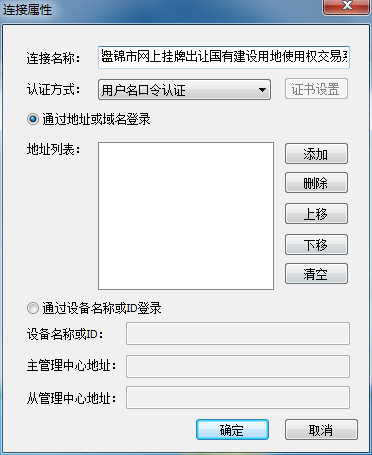 连接属性
连接名称： 盘锦市网上挂牌出让国有建设用地使用权交易系
认证方式： 用户名口令认证 证书设置
通过地址或域名登录
地址列表： 添加
删除
上移
下移
清空
通过设备名称或ID登录
设备名称或ID：
主管理中心地址：
从管理中心地址：
确定 取消